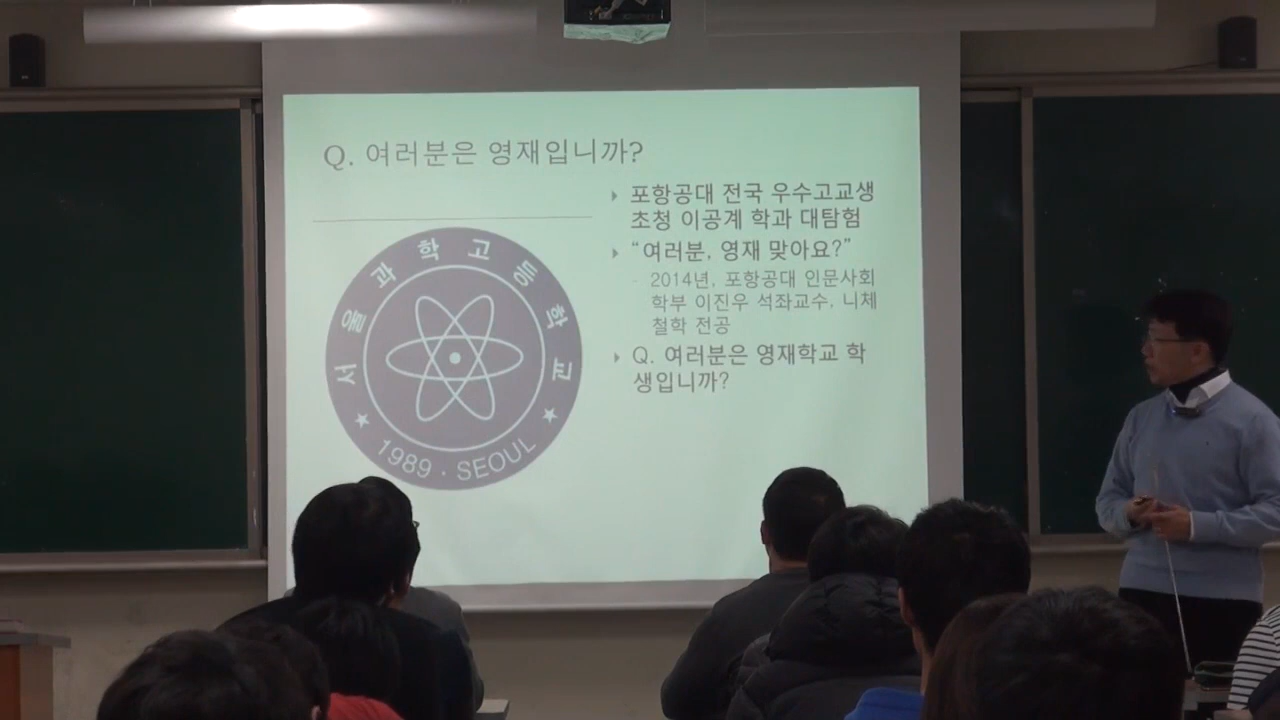 Q. 여러분은 영재입니까?
포항공대 전국 우수고교생
초청 이공계 학과 대탐험
“여러분, 영재 맞아요?”
- 2014년, 포항공대 인문사회
학부 이진우 석좌교수. 니체
철학 전공
Q. 여러분은 영재학교 학
생입니까?
서울과학고등학교
1989 · SEOUL